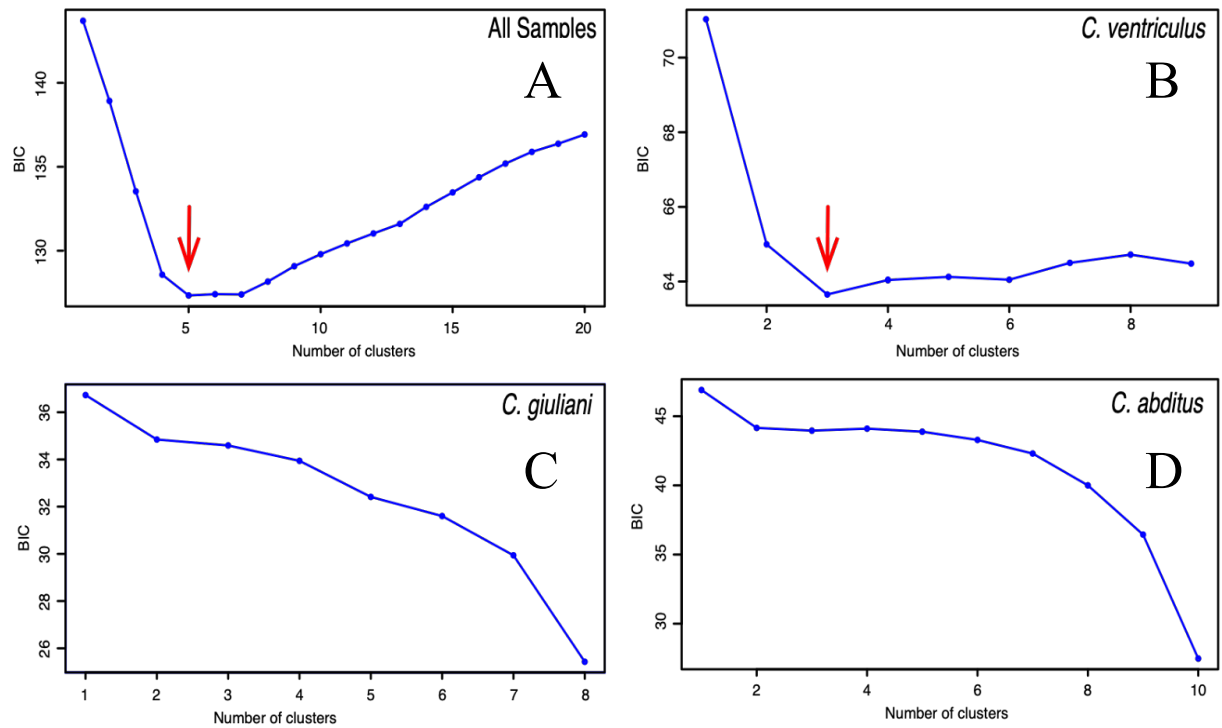 All Samples
A
BIC
140
135
130
5 10 15 20
Number of clusters
C. ventriculus
B
BIC
70
68
66
64
2 4 6 8
Number of clusters
C. giuliani
C
BIC
36
34
32
30
28
26
1 2 3 4 5 6 7 8
Number of clusters
C. abditus
D
BIC
45
40
35
30
2 4 6 8 10
Number of clusters